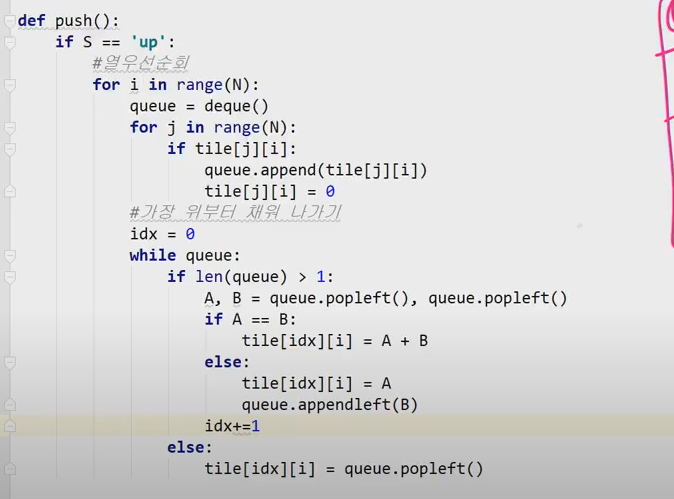 def push():
    if S == 'up':
        #열우선순회
        for i in range(N):
            queue = deque()
            for j in range(N):
                if tile[j][i]:
                    queue.append(tile[j][i])
                    tile[j][i] = 0
            #가장 위부터 채워 나가기
            idx = 0
            while queue:
                if len(queue) > 1:
                    A, B = queue.popleft(), queue.popleft()
                    if A == B:
                        tile[idx][i] = A + B
                    else:
                        tile[idx][i] = A
                        queue.appendleft(B)
                    idx+=1
                else:
                    tile[idx][i] = queue.popleft()